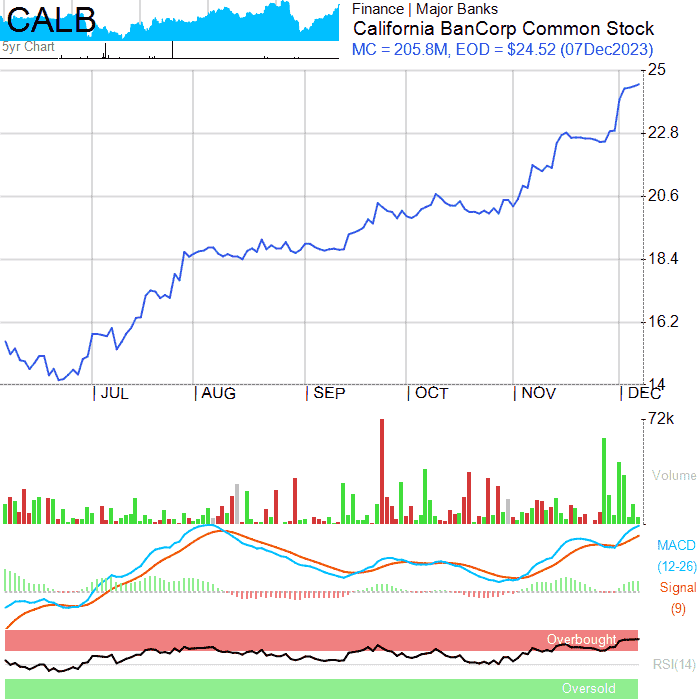 CALB
5yr Chart
Finance | Major Banks
California BanCorp Common Stock
MC = 205.8M, EOD = $24.52 (07Dec2023)
25
22.8
20.6
18.4
16.2
14
JUL AUG SEP OCT NOV DEC
72k
Volume
MACD
(12-26)
Signal
(9)
Overbought
RSI(14)
Oversold